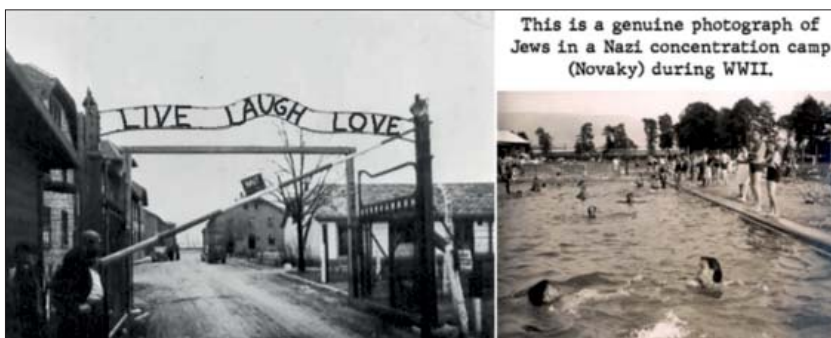 LIVE LAUGH LOVE
This is a genuine photograph of
Jews in a Nazi concentration camp
(Novaky) during WWII.